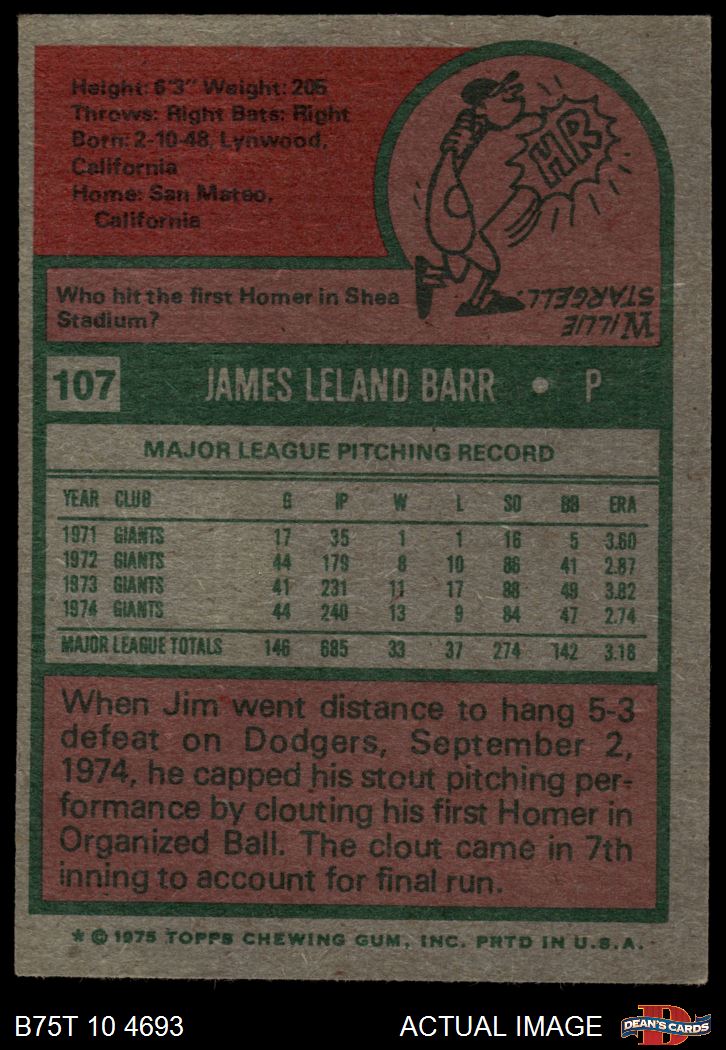 Height: 6'3" Weight: 205
Throws: Right Bats: Right
Born: 2-10-48, Lynwood,
California
Home: San Mateo,
California
HR
Who hit the first Homer in Shea
Stadium?
WILLIE
STARGELL.
107 JAMES LELAND BARR • P
MAJOR LEAGUE PITCHING RECORD
YEAR CLUB G IP W L SO BB ERA
1971 GIANTS 17 35 1 1 16 5 3.60
1972 GIANTS 44 179 8 10 86 41 2.87
1973 GIANTS 41 231 11 17 88 49 3.82
1974 GIANTS 44 240 13 9 84 47 2.74
MAJOR LEAGUE TOTALS 146 685 33 37 274 142 3.18
When Jim went distance to hang 5-3
defeat on Dodgers, September 2,
1974, he capped his stout pitching per-
formance by clouting his first Homer in
Organized Ball. The clout came in 7th
inning to account for final run.
* © 1975 TOPPS CHEWING GUM, INC. PRTD IN U.S.A.
B75T 10 4693 ACTUAL IMAGE D DEAN'S CARDS